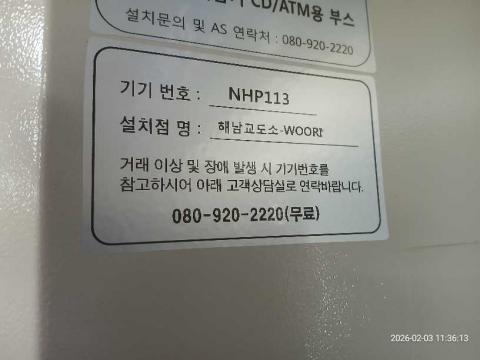 CD/ATM용 부스
설치문의 및 AS 연락처 : 080-920-2220
기기 번호 : NHP113
설치점 명 : 해남교도소-WOORI
거래 이상 및 장애 발생 시 기기번호를
참고하시어 아래 고객상담실로 연락바랍니다.
080-920-2220(무료)
2026-02-03 11:36:13